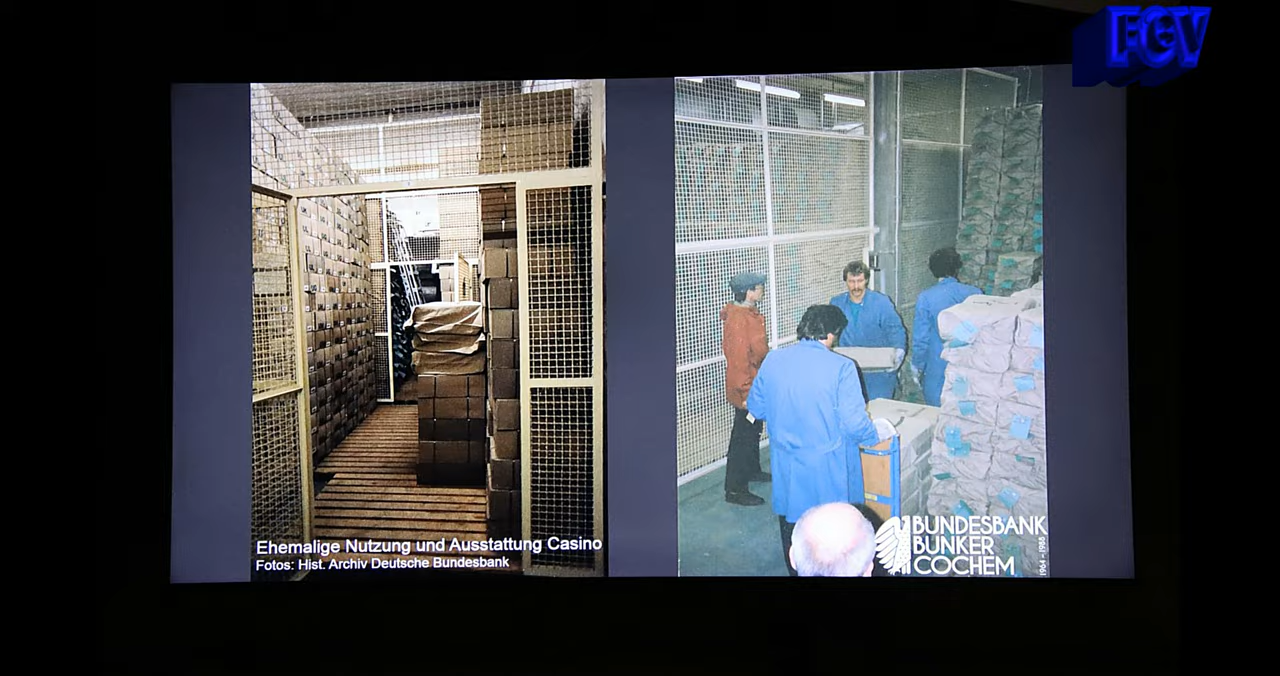 FGV
Ehemalige Nutzung und Ausstattung Casino
Fotos: Hist. Archiv Deutsche Bundesbank
BUNDESBANK
BUNKER
COCHEM
1964 - 1988